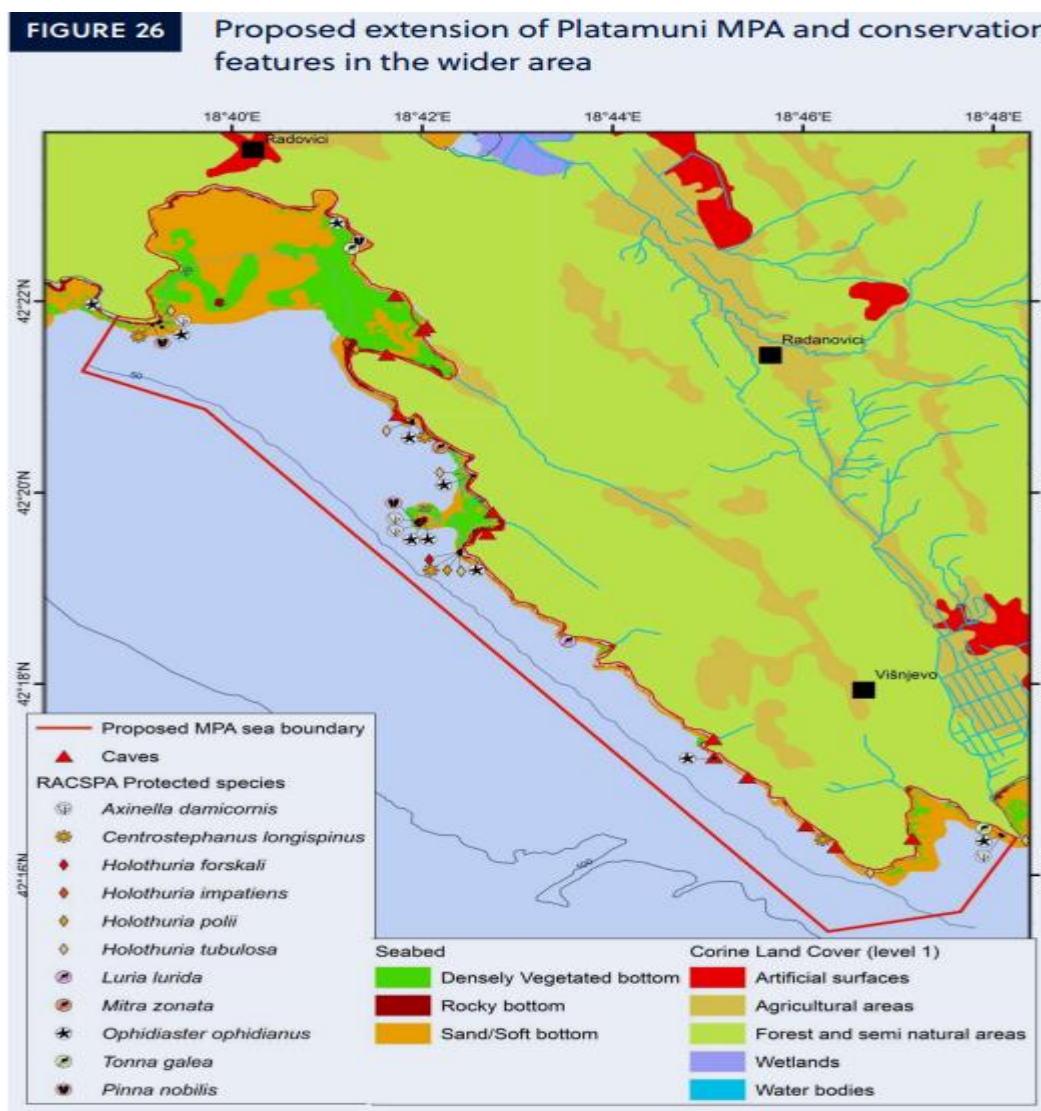 FIGURE 26
Proposed extension of Platamuni MPA and conservation
features in the wider area
18°40'E
18°42'E
18°44'E
18°46'E
18°48'E
Radovici
42°22'N
Radanovici
50
42°20'N
42°18'N
Višnjevo
100
42°16'N
Proposed MPA sea boundary
Caves
RACSPA Protected species
Axinella damicornis
Centrostephanus longispinus
Holothuria forskali
Holothuria impatiens
Holothuria polii
Holothuria tubulosa
Luria lurida
Mitra zonata
Ophidiaster ophidianus
Tonna galea
Pinna nobilis
Seabed
Densely Vegetated bottom
Rocky bottom
Sand/Soft bottom
Corine Land Cover (level 1)
Artificial surfaces
Agricultural areas
Forest and semi natural areas
Wetlands
Water bodies